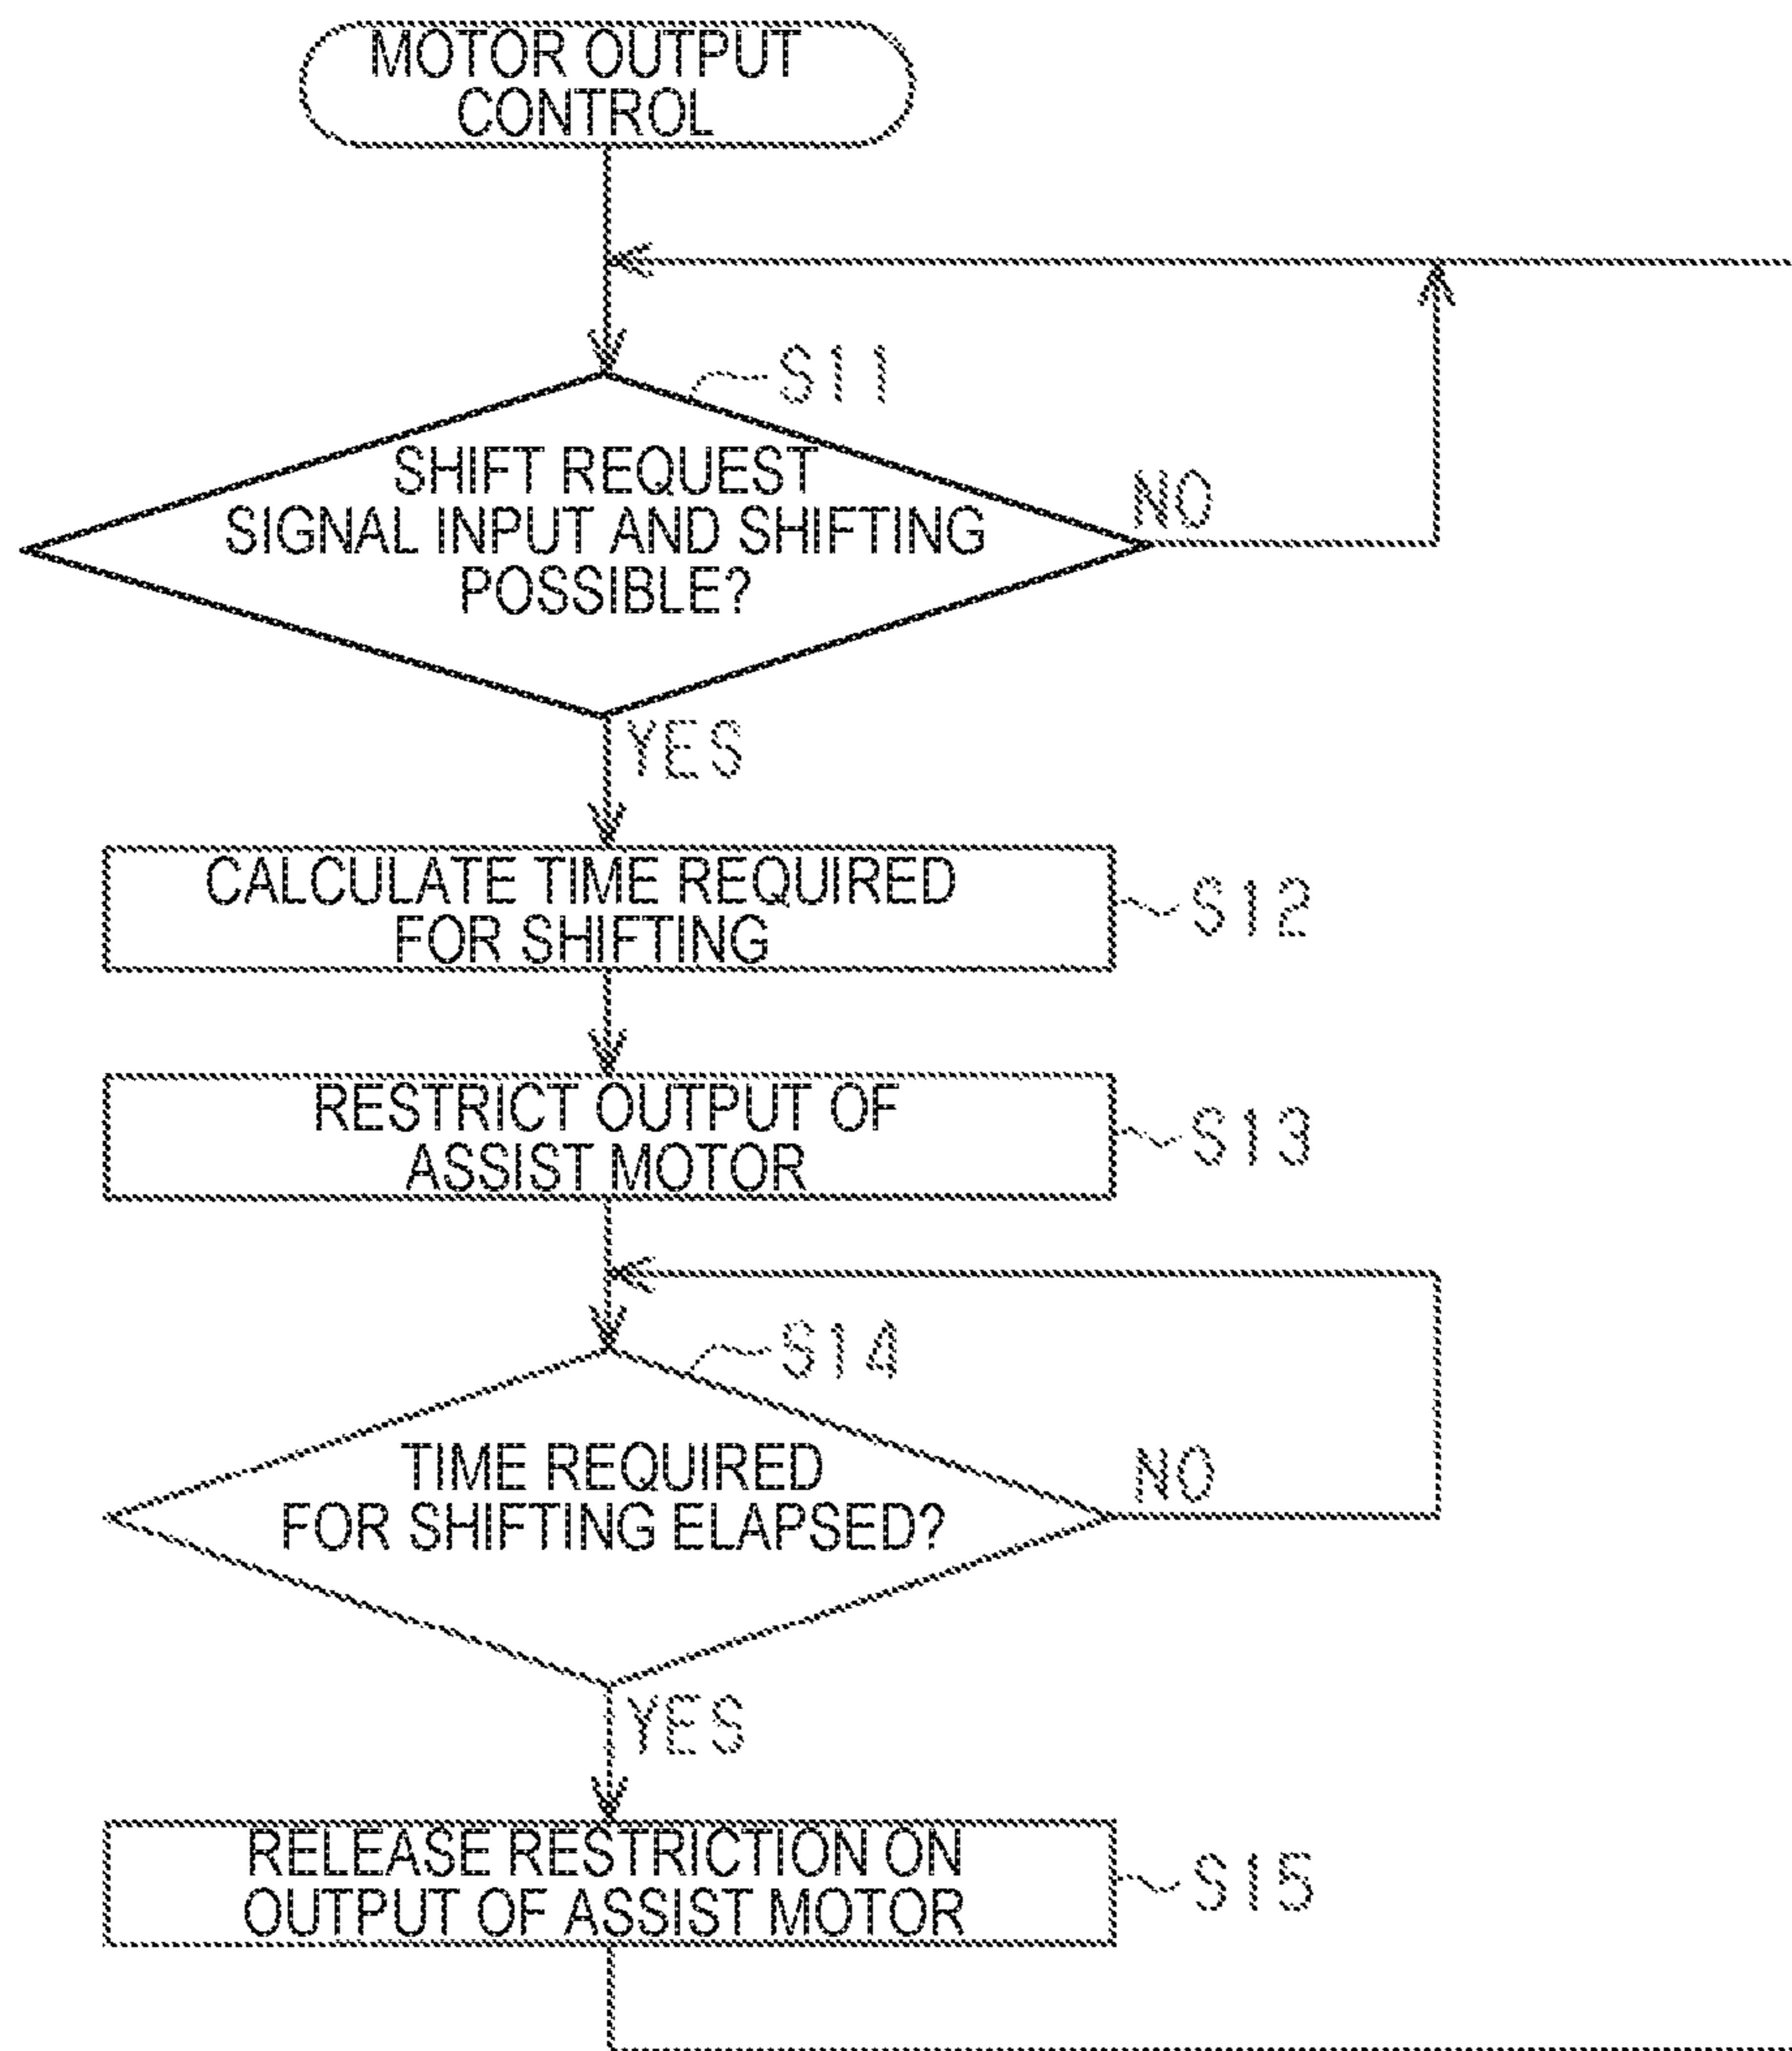 MOTOR OUTPUT
CONTROL
S11
SHIFT REQUEST
SIGNAL INPUT AND SHIFTING
POSSIBLE?
NO
YES
CALCULATE TIME REQUIRED
FOR SHIFTING
S12
RESTRICT OUTPUT OF
ASSIST MOTOR
S13
S14
TIME REQUIRED
FOR SHIFTING ELAPSED?
NO
YES
RELEASE RESTRICTION ON
OUTPUT OF ASSIST MOTOR
S15